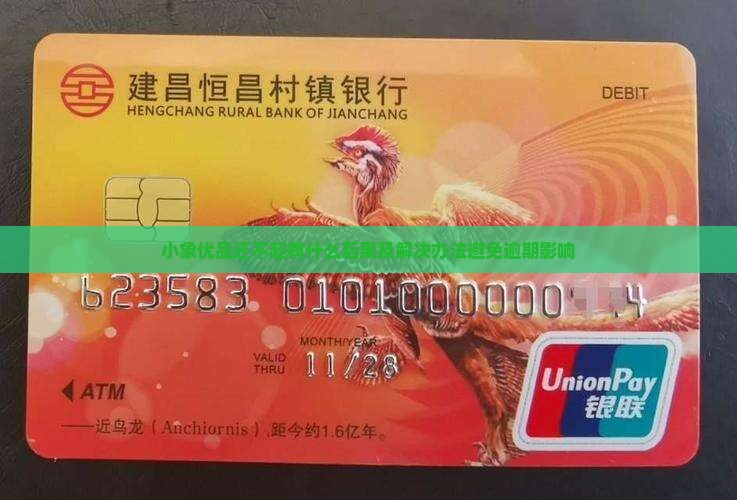 建昌恒昌村镇银行
HENGCHANG RURAL BANK OF JIANCHANG
DEBIT
小象优品还不起有什么后果及解决办法避免逾期影响
623583 0101000000 4
MONTH/YEAR
VALID THRU 11/28
ATM
——近鸟龙（Anchiornis）,距今约1.6亿年。
UnionPay
银联